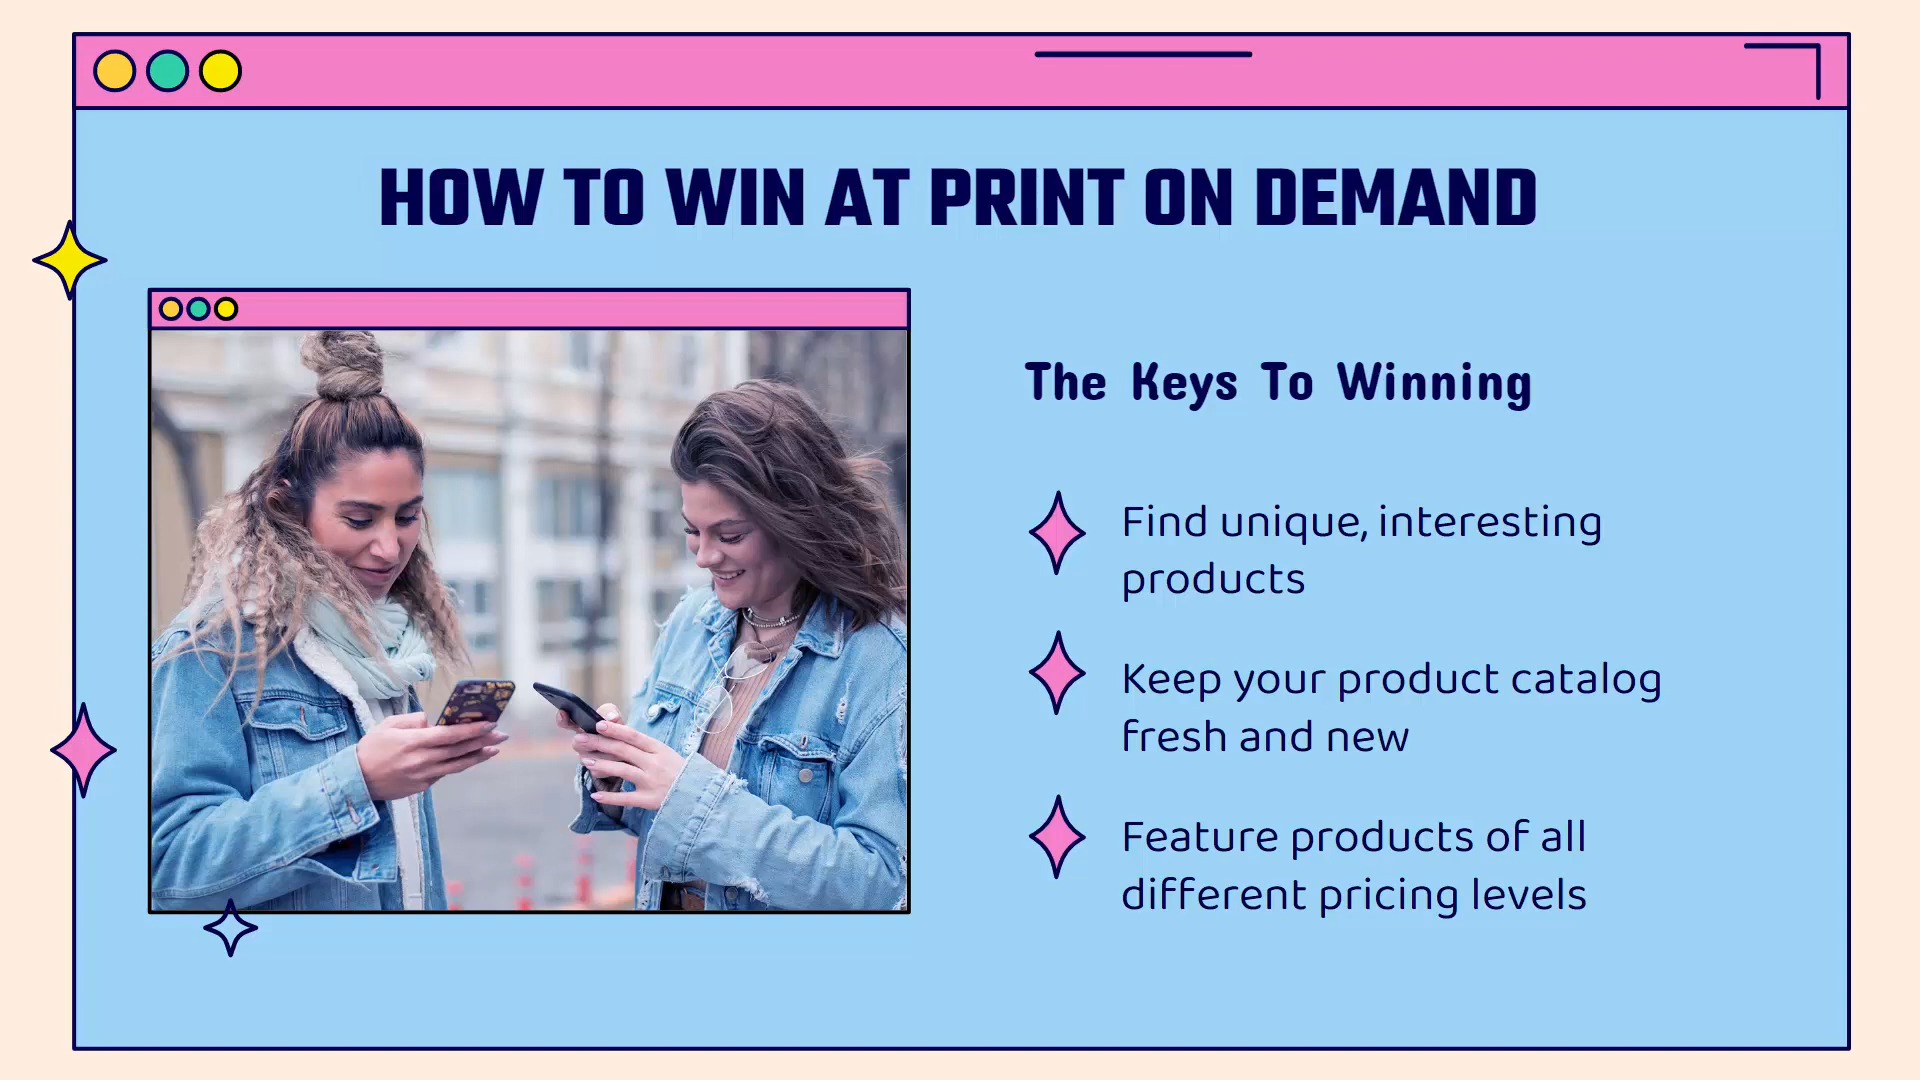 HOW TO WIN AT PRINT ON DEMAND
The Keys To Winning
Find unique, interesting
products
Keep your product catalog
fresh and new
Feature products of all
different pricing levels